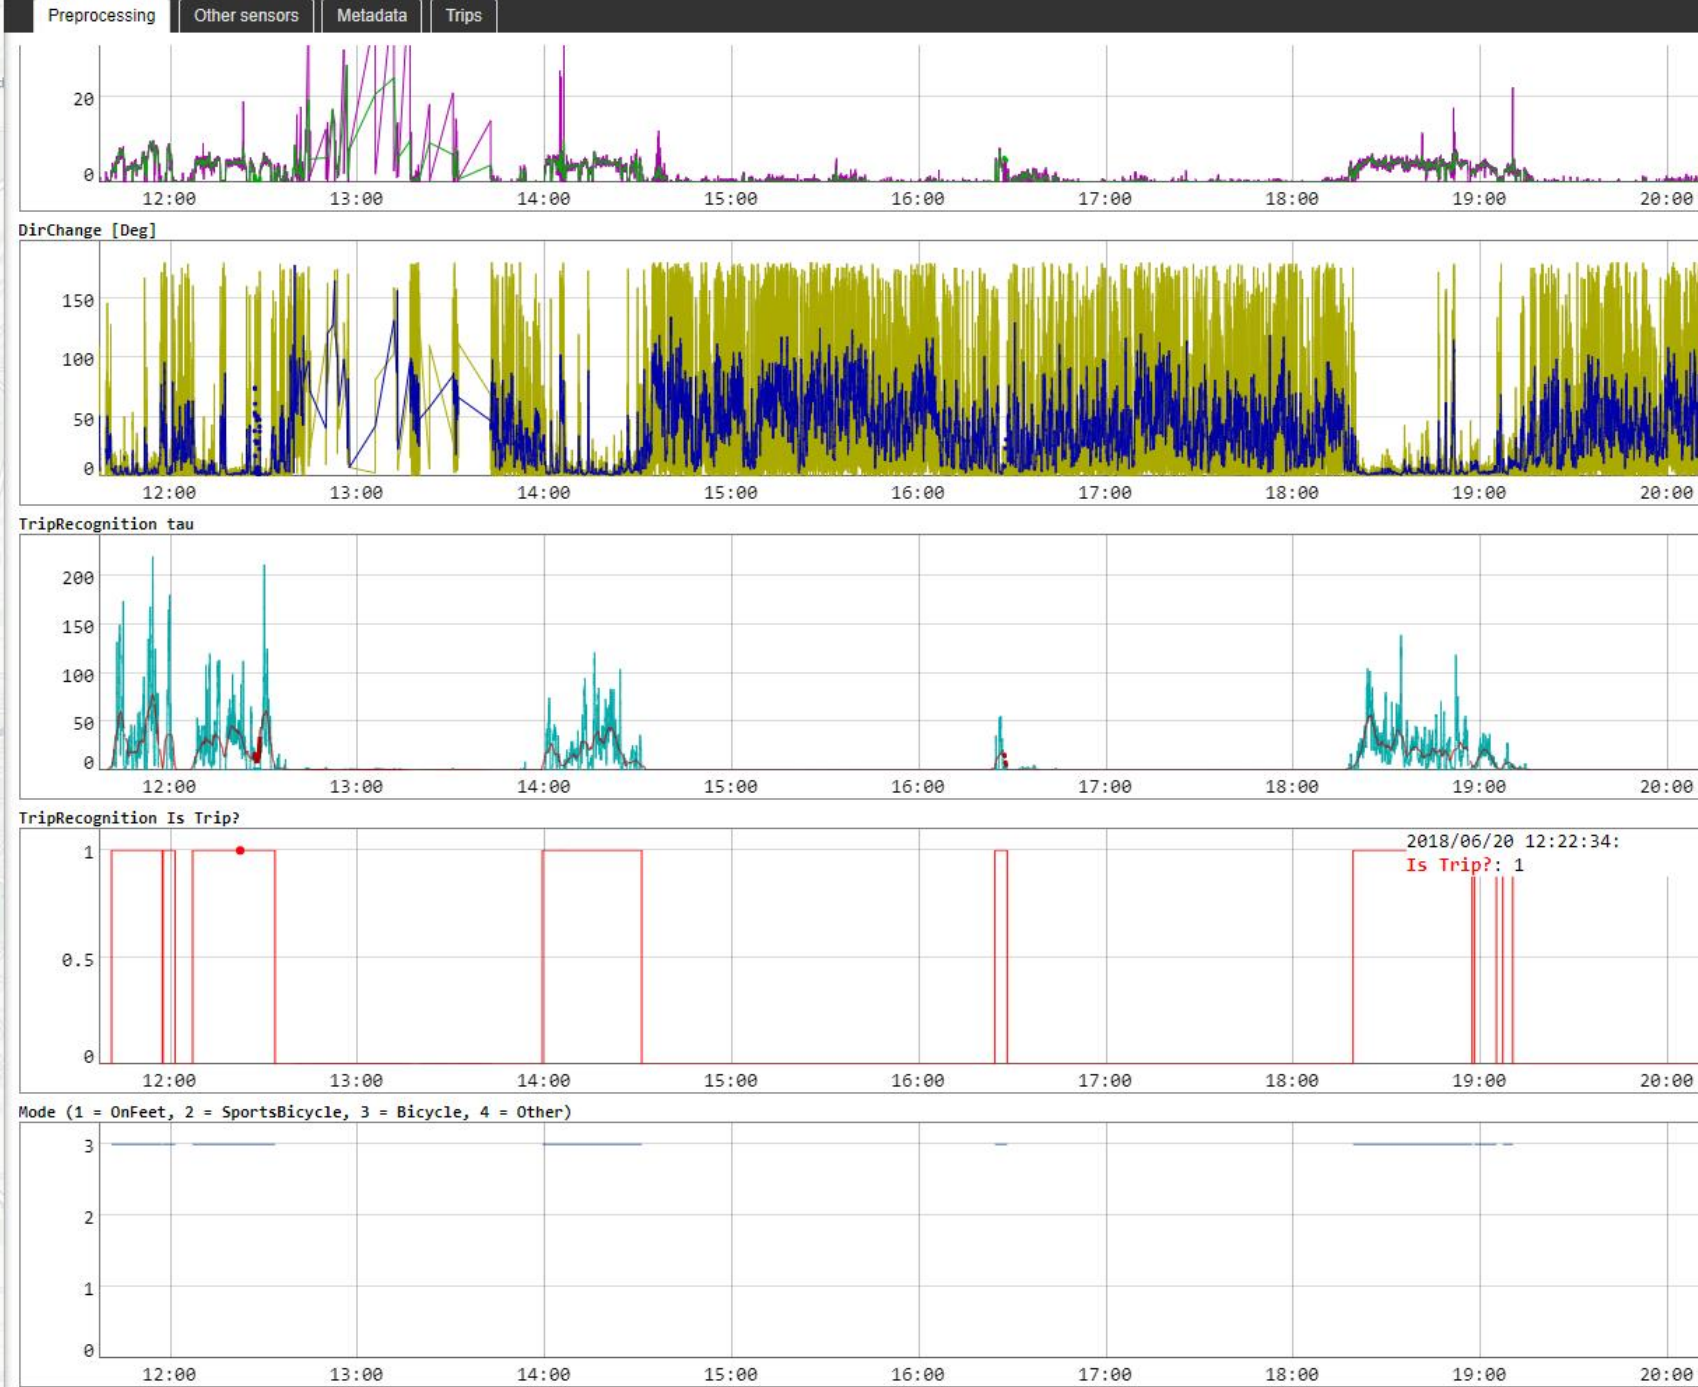 Preprocessing Other sensors Metadata Trips
20
0
12:00 13:00 14:00 15:00 16:00 17:00 18:00 19:00 20:00
DirChange [Deg]
150
100
50
0
12:00 13:00 14:00 15:00 16:00 17:00 18:00 19:00 20:00
TripRecognition tau
200
150
100
50
0
12:00 13:00 14:00 15:00 16:00 17:00 18:00 19:00 20:00
TripRecognition Is Trip?
2018/06/20 12:22:34:
1
Is Trip?: 1
0.5
0
12:00 13:00 14:00 15:00 16:00 17:00 18:00 19:00 20:00
Mode (1 = OnFeet, 2 = SportsBicycle, 3 = Bicycle, 4 = Other)
3
2
1
0
12:00 13:00 14:00 15:00 16:00 17:00 18:00 19:00 20:00